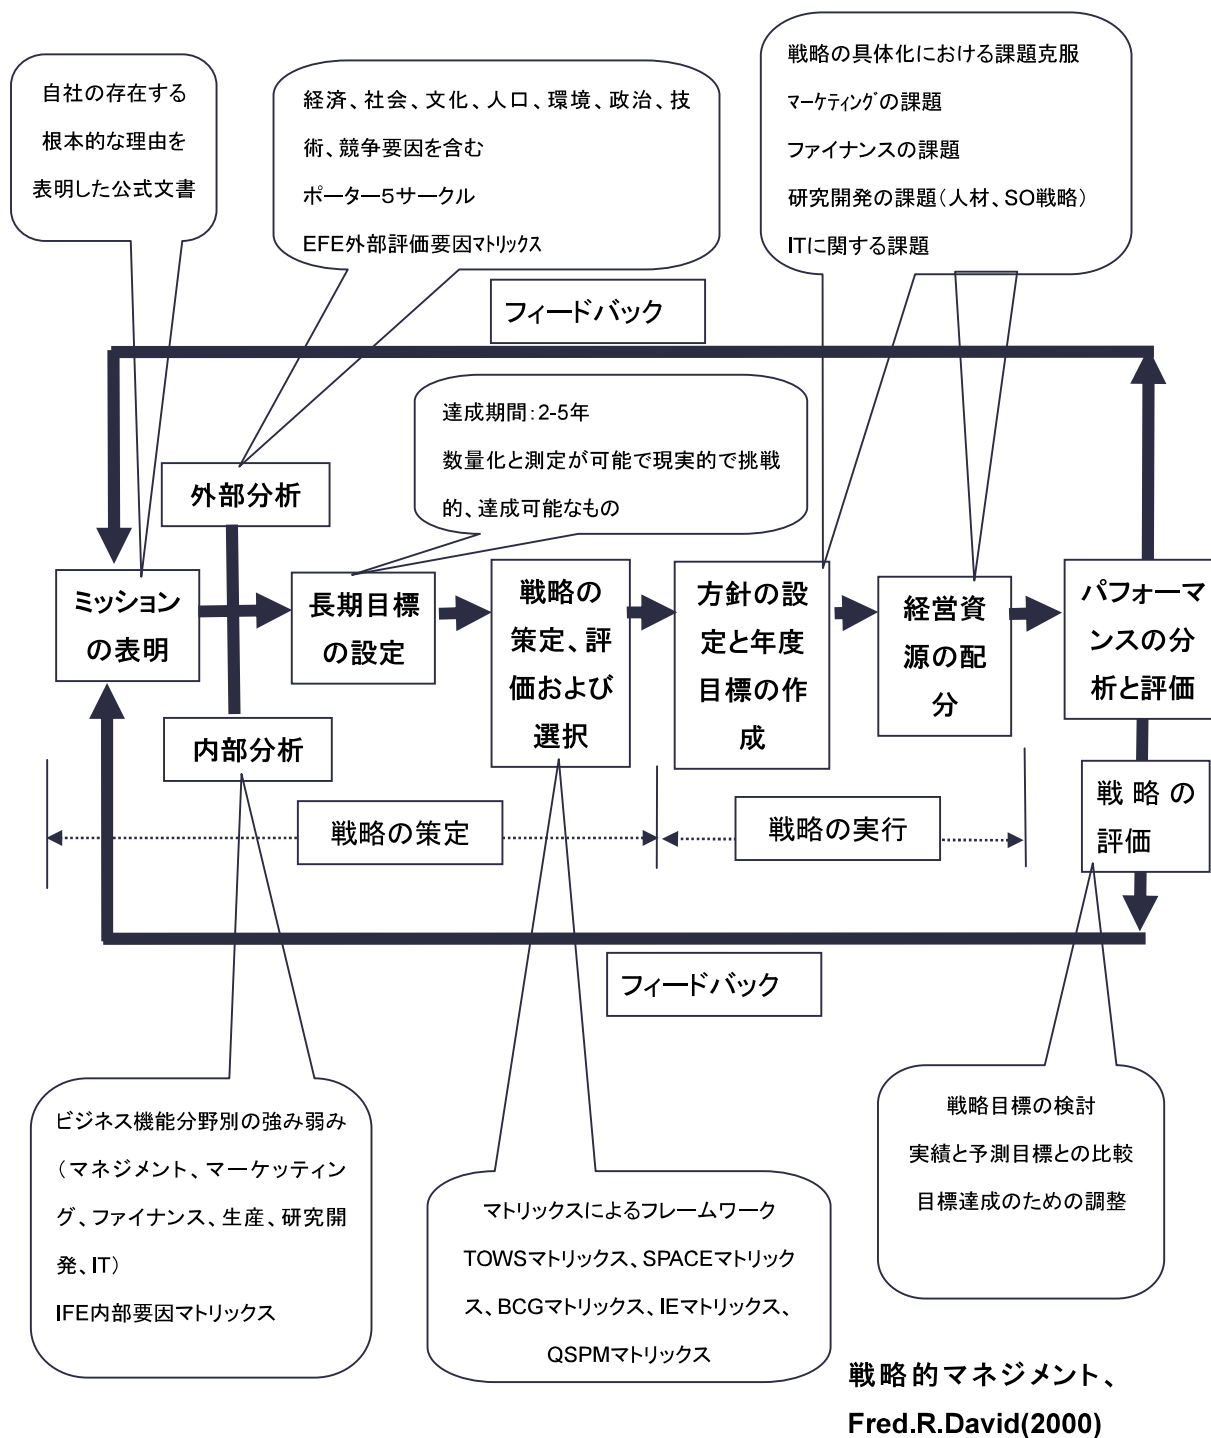 自社の存在する
根本的な理由を
表明した公式文書
経済、社会、文化、人口、環境、政治、技
術、競争要因を含む
ポーター5サークル
EFE外部評価要因マトリックス
戦略の具体化における課題克服
マーケティングの課題
ファイナンスの課題
研究開発の課題(人材、SO戦略)
ITに関する課題
フィードバック
達成期間:2-5年
数量化と測定が可能で現実的で挑戦
的、達成可能なもの
外部分析
ミッション
の表明
長期目標
の設定
戦略の
策定、評
価および
選択
方針の設
定と年度
目標の作
成
経営資
源の配
分
パフォーマ
ンスの分
析と評価
内部分析
戦略の策定
戦略の実行
戦略の
評価
フィードバック
ビジネス機能分野別の強み弱み
(マネジメント、マーケッティン
グ、ファイナンス、生産、研究開
発、IT)
IFE内部要因マトリックス
マトリックスによるフレームワーク
TOWSマトリックス、SPACEマトリック
ス、BCGマトリックス、IEマトリックス、
QSPMマトリックス
戦略目標の検討
実績と予測目標との比較
目標達成のための調整
戦略的マネジメント、
Fred.R.David(2000)